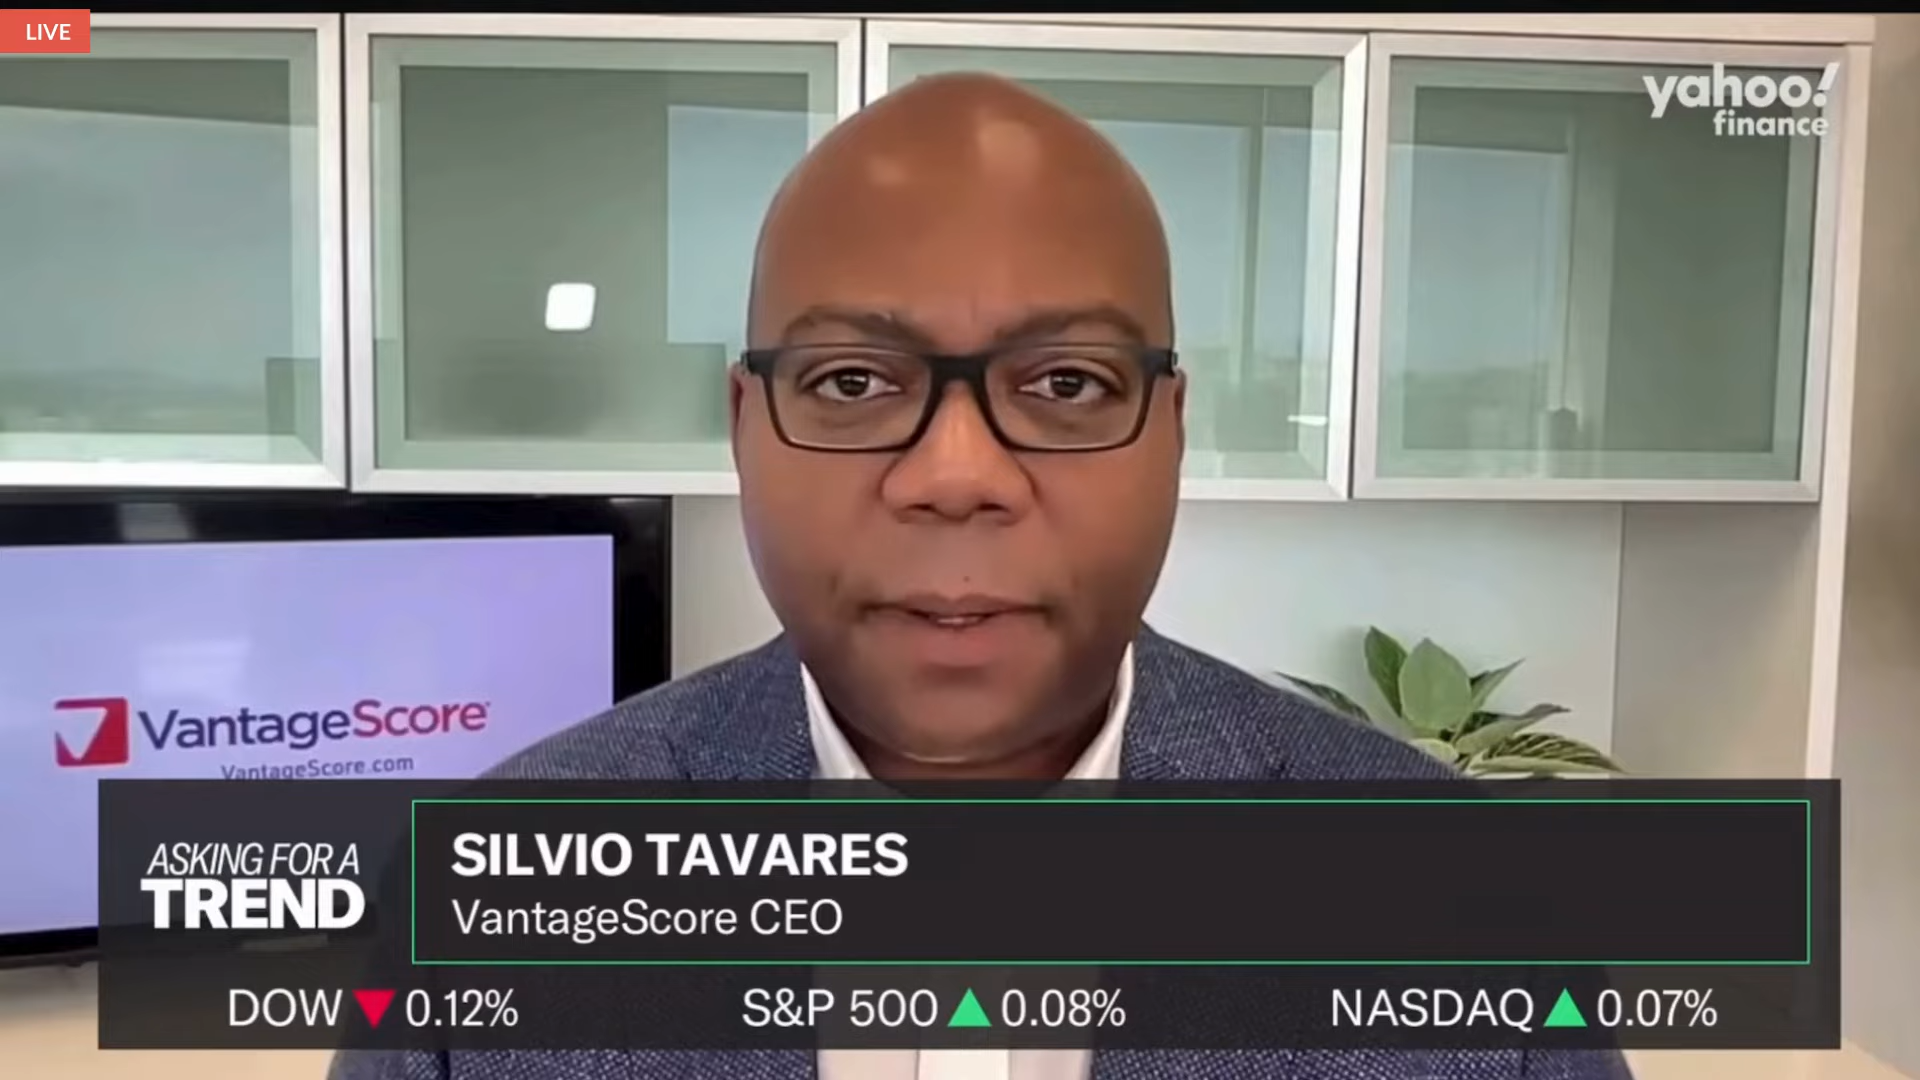 LIVE
yahoo!
finance
VantageScore
VantageScore.com
ASKING FOR A
TREND
SILVIO TAVARES
VantageScore CEO
DOW 0.12%
S&P 500 0.08%
NASDAQ 0.07%